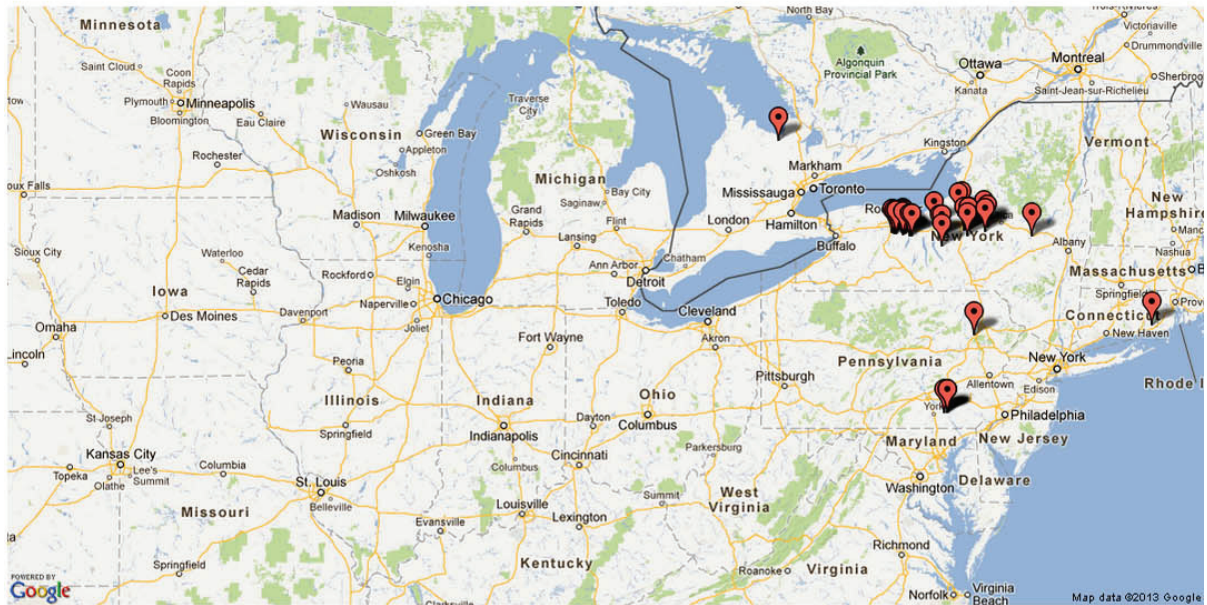 Minnesota
North Bay
Trois-Rivières
Victoriaville
Drummondville
Saint Cloud
Coon
Rapids
Plymouth
Minneapolis
Bloomington
Eau Claire
Wausau
Wisconsin
Green Bay
Appleton
Oshkosh
Traverse
City
Algonquin
Provincial Park
Ottawa
Kanata
Montreal
Saint-Jean-sur-Richelieu
Sherbro
Kingston
Vermont
Rochester
Michigan
Bay City
Saginaw
Markham
Mississauga
Toronto
Hamilton
New
Hampshire
Nashua
oux Falls
Madison
Milwaukee
Kenosha
Grand
Rapids
Lansing
Flint
London
Buffalo
New York
Albany
Sioux City
Waterloo
Cedar
Rapids
Rockford
Elgin
Ann Arbor
Detroit
Chatham
Massachusetts
Springfield
Iowa
Des Moines
Davenport
Naperville
Chicago
Joliet
Toledo
Cleveland
Akron
Connecticut
New Haven
Omaha
Lincoln
Peoria
Fort Wayne
Pennsylvania
New York
Rhode I
Illinois
Indiana
Ohio
Pittsburgh
Allentown
Edison
York
Philadelphia
St Joseph
Springfield
Indianapolis
Dayton
Columbus
Maryland
New Jersey
Kansas City
Topeka
Lee's
Summit
Olathe
Columbia
Columbus
Cincinnati
Parkersburg
Washington
Delaware
St. Louis
Belleville
Missouri
Evansville
Louisville
Lexington
Summit
West
Virginia
Springfield
Kentucky
Richmond
Roanoke
Virginia
Norfolk
Virginia
Beach
POWERED BY
Google
Map data ©2013 Google